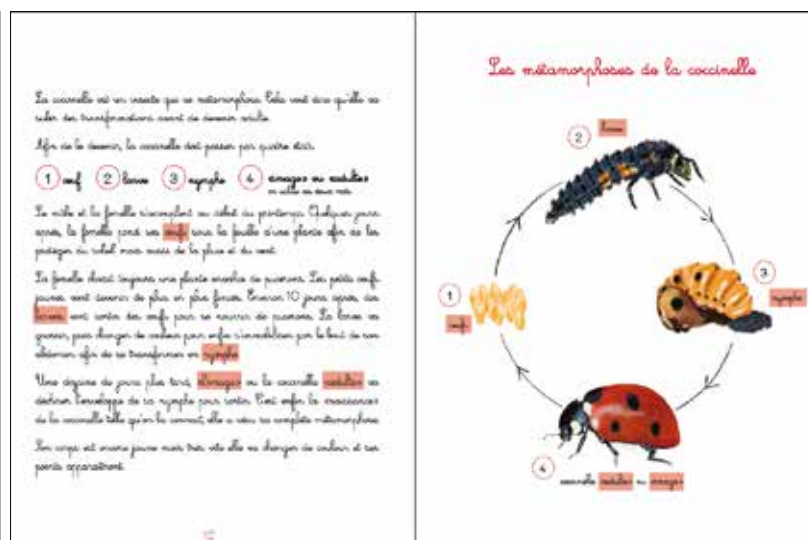 La coccinelle est un insecte qui se métamorphose. Cela veut dire qu'elle va
subir des transformations avant de devenir adulte.
Afin de le devenir, la coccinelle doit passer par quatre états.
1 œuf 2 larve 3 nymphe 4 imago ou adulte
on utilise les deux mots
Le mâle et la femelle s'accouplent au début du printemps. Quelques jours
après, la femelle pond ses œufs sous la feuille d'une plante afin de les
protéger du soleil mais aussi de la pluie et du vent.
La femelle choisit toujours une plante envahie de pucerons. Les petits œufs
jaunes vont devenir de plus en plus foncés. Environ 10 jours après, des
larves vont sortir des œufs pour se nourrir de pucerons. La larve va
grossir, puis changer de couleur pour enfin s'immobiliser par le bout de son
abdomen afin de se transformer en nymphe.
Une dizaine de jours plus tard, l'imago ou la coccinelle adulte va
déchirer l'enveloppe de sa nymphe pour sortir. C'est enfin la naissance
de la coccinelle telle qu'on la connaît, elle a vécu sa complète métamorphose.
Son corps est encore jaune mais très vite elle va changer de couleur et ses
points apparaîtront.
Les métamorphoses de la coccinelle
2 larve
1
œufs
3
nymphe
4 coccinelle adulte ou imago